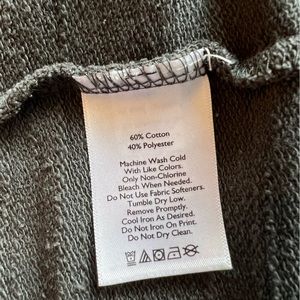 60% Cotton
40% Polyester
Machine Wash Cold
With Like Colors.
Only Non-Chlorine
Bleach When Needed.
Do Not Use Fabric Softeners.
Tumble Dry Low.
Remove Promptly.
Cool Iron As Desired.
Do Not Iron On Print.
Do Not Dry Clean.